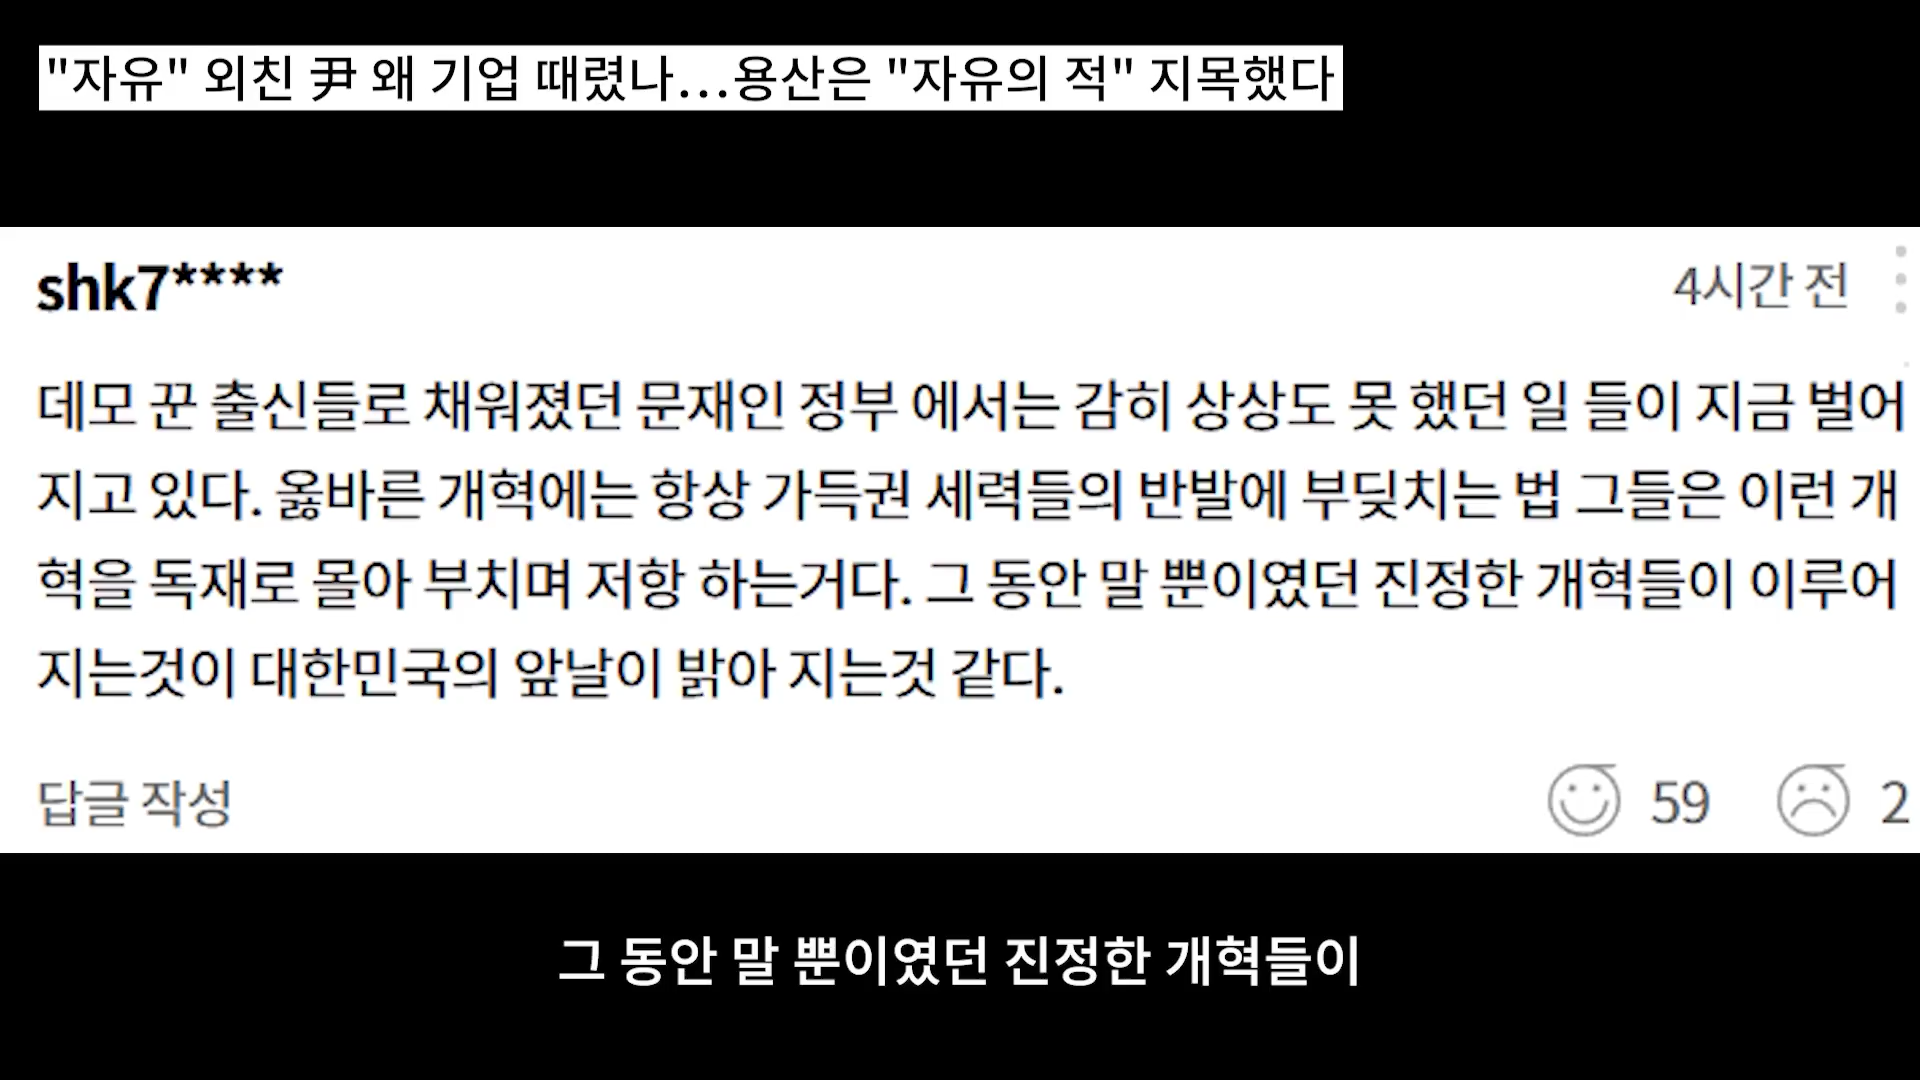 "자유" 외친 尹 왜 기업 때렸나...용산은 "자유의 적" 지목했다
shk7****
4시간 전
데모 꾼 출신들로 채워졌던 문재인 정부 에서는 감히 상상도 못 했던 일 들이 지금 벌어
지고 있다. 옳바른 개혁에는 항상 가득권 세력들의 반발에 부딪치는 법 그들은 이런 개
혁을 독재로 몰아 부치며 저항 하는거다. 그 동안 말 뿐이였던 진정한 개혁들이 이루어
지는것이 대한민국의 앞날이 밝아 지는것 같다.
답글 작성
59
2
그 동안 말 뿐이였던 진정한 개혁들이